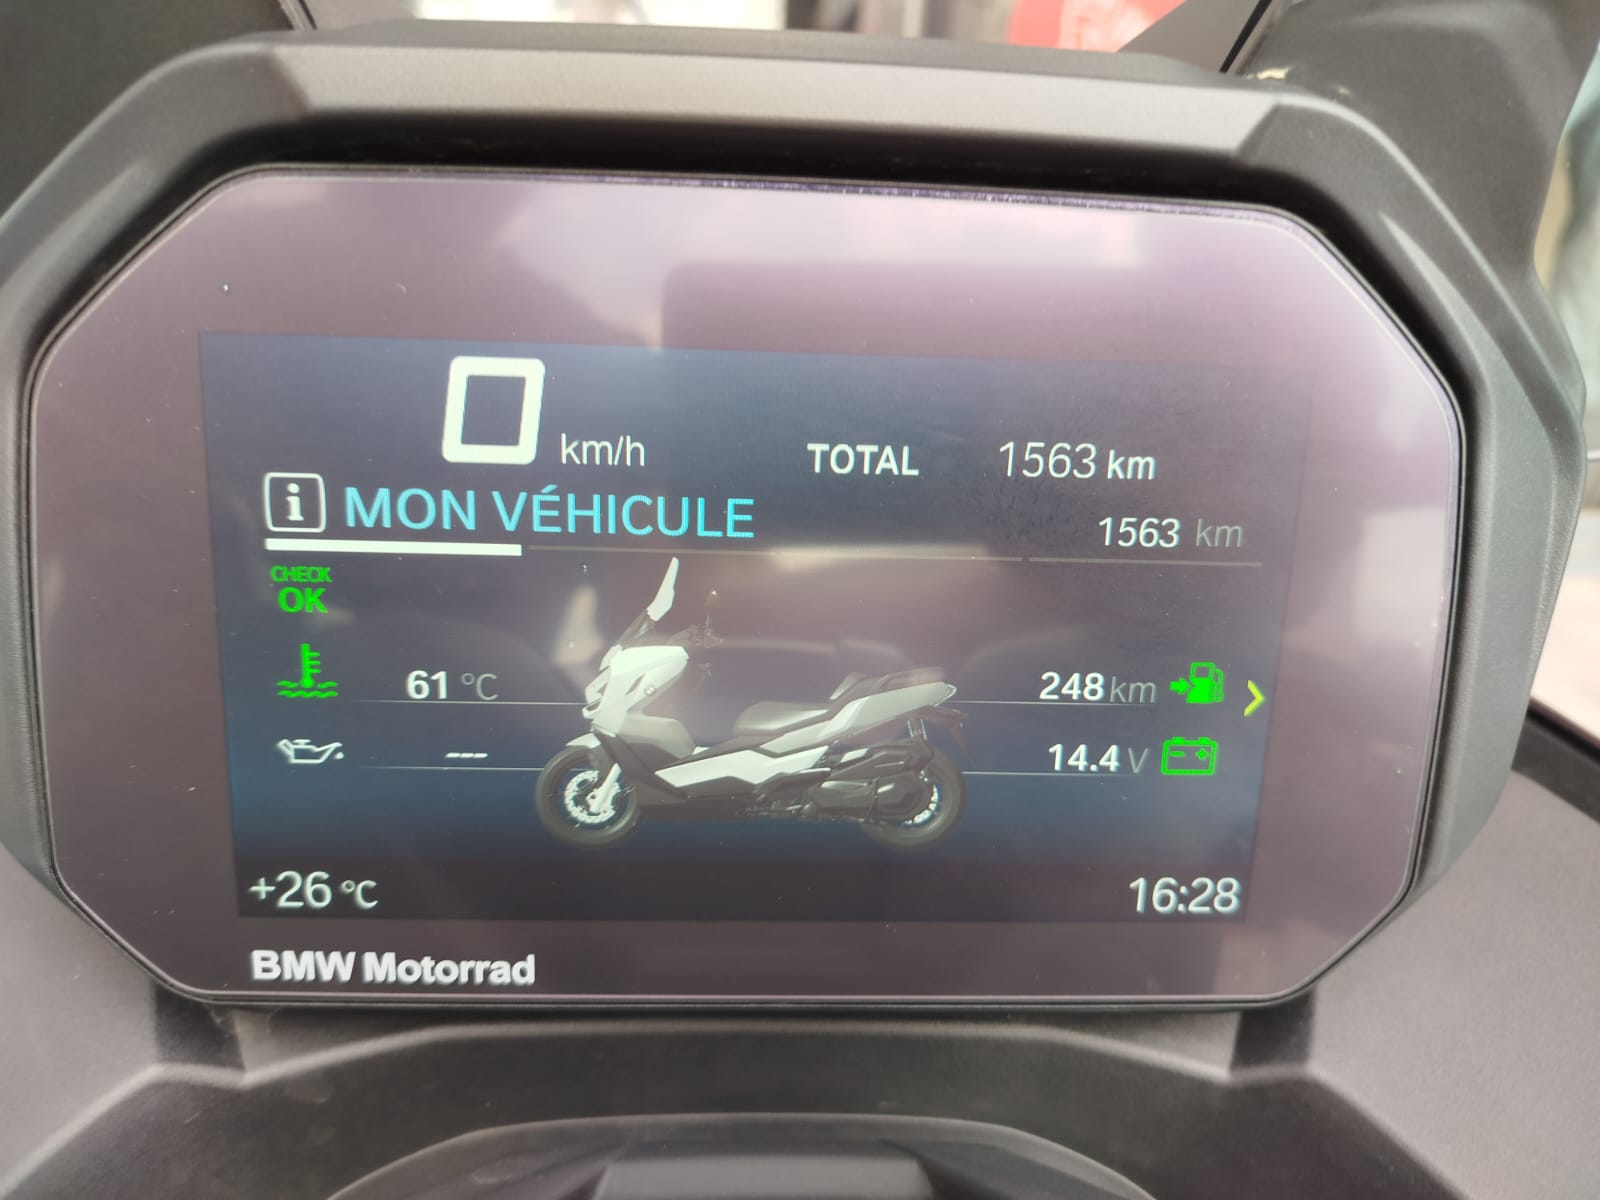 0 km/h TOTAL 1563 km
i MON VÉHICULE 1563 km
CHECK
OK
61 °C 248 km
--- 14.4 V
+26 °C 16:28
BMW Motorrad